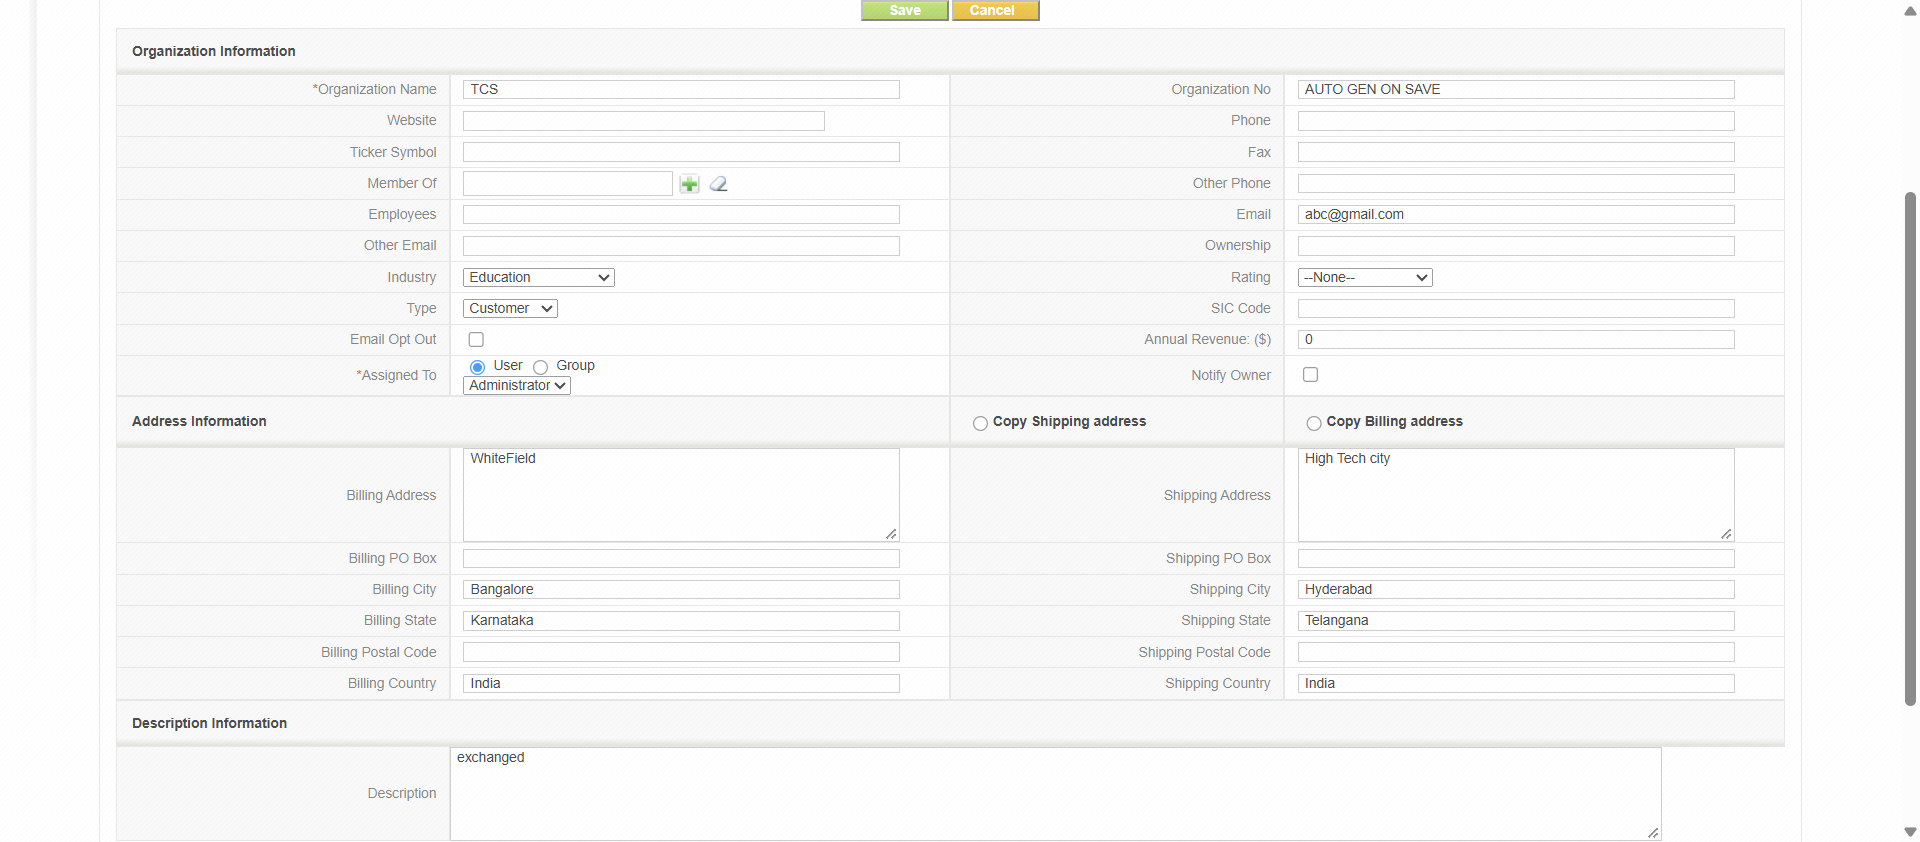 Save Cancel
Organization Information
*Organization Name TCS Organization No AUTO GEN ON SAVE
Website Phone
Ticker Symbol Fax
Member Of Other Phone
Employees Email abc@gmail.com
Other Email Ownership
Industry Education Rating --None--
Type Customer SIC Code
Email Opt Out Annual Revenue: ($) 0
*Assigned To User Group Notify Owner
Administrator
Address Information Copy Shipping address Copy Billing address
Billing Address WhiteField Shipping Address High Tech city
Billing PO Box Shipping PO Box
Billing City Bangalore Shipping City Hyderabad
Billing State Karnataka Shipping State Telangana
Billing Postal Code Shipping Postal Code
Billing Country India Shipping Country India
Description Information
Description exchanged